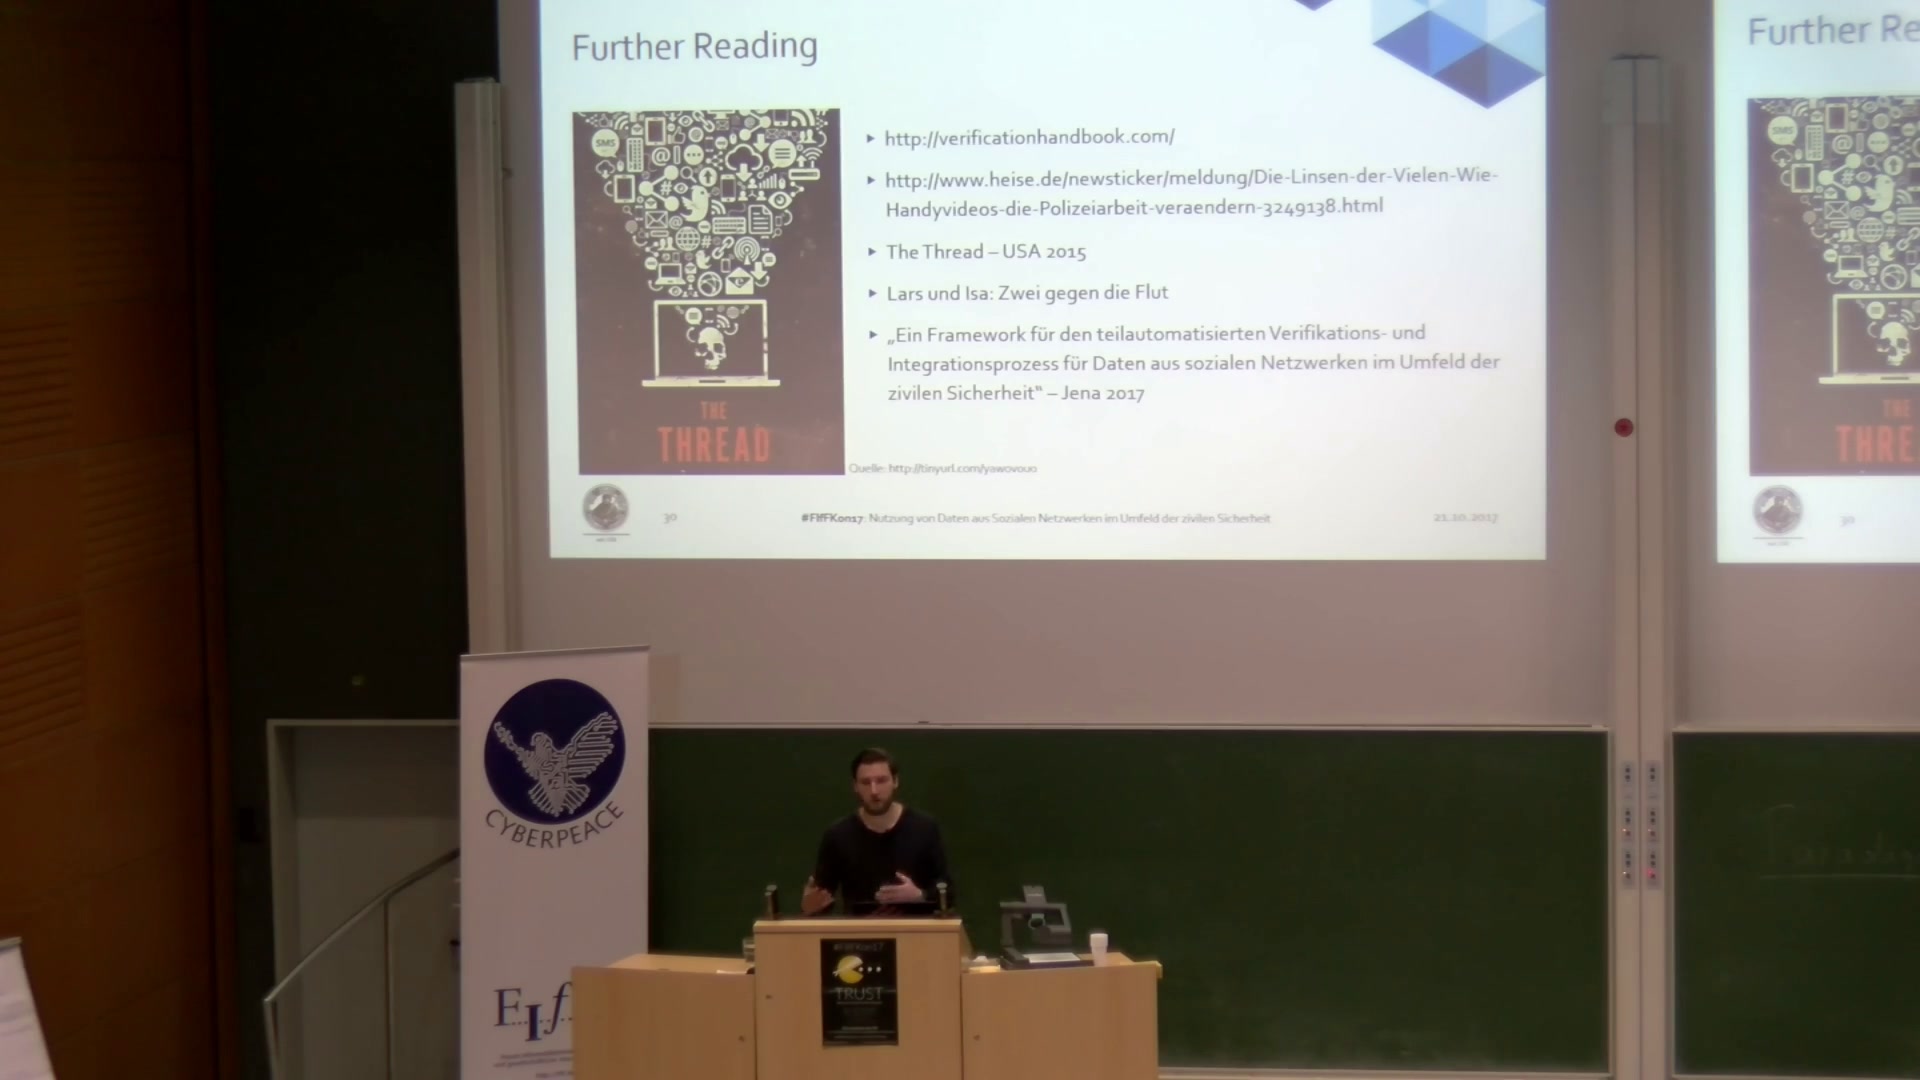 Further Reading
SMS
THE
THREAD
http://verificationhandbook.com/
http://www.heise.de/newsticker/meldung/Die-Linsen-der-Vielen-Wie-
Handyvideos-die-Polizeiarbeit-veraendern-3249138.html
The Thread – USA 2015
Lars und Isa: Zwei gegen die Flut
„Ein Framework für den teilautomatisierten Verifikations- und
Integrationsprozess für Daten aus sozialen Netzwerken im Umfeld der
zivilen Sicherheit“ – Jena 2017
Quelle: http://tinyurl.com/yawovouo
30
#FIfFKon17: Nutzung von Daten aus Sozialen Netzwerken im Umfeld der zivilen Sicherheit
21.10.2017
Further Re
SMS
THE
THRE
30
CYBERPEACE
FIf
#FIfFKon17
TRUST